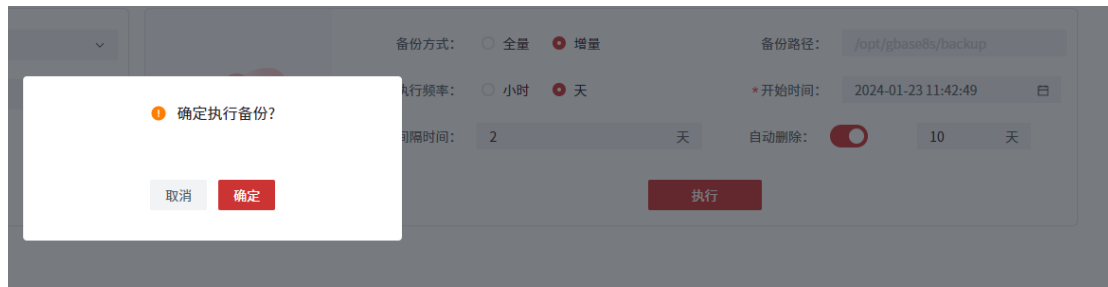 备份方式： 全量 增量 备份路径： /opt/gbase8s/backup
执行频率： 小时 天 *开始时间： 2024-01-23 11:42:49
确定执行备份?
间隔时间： 2 天 自动删除： 10 天
取消 确定 执行